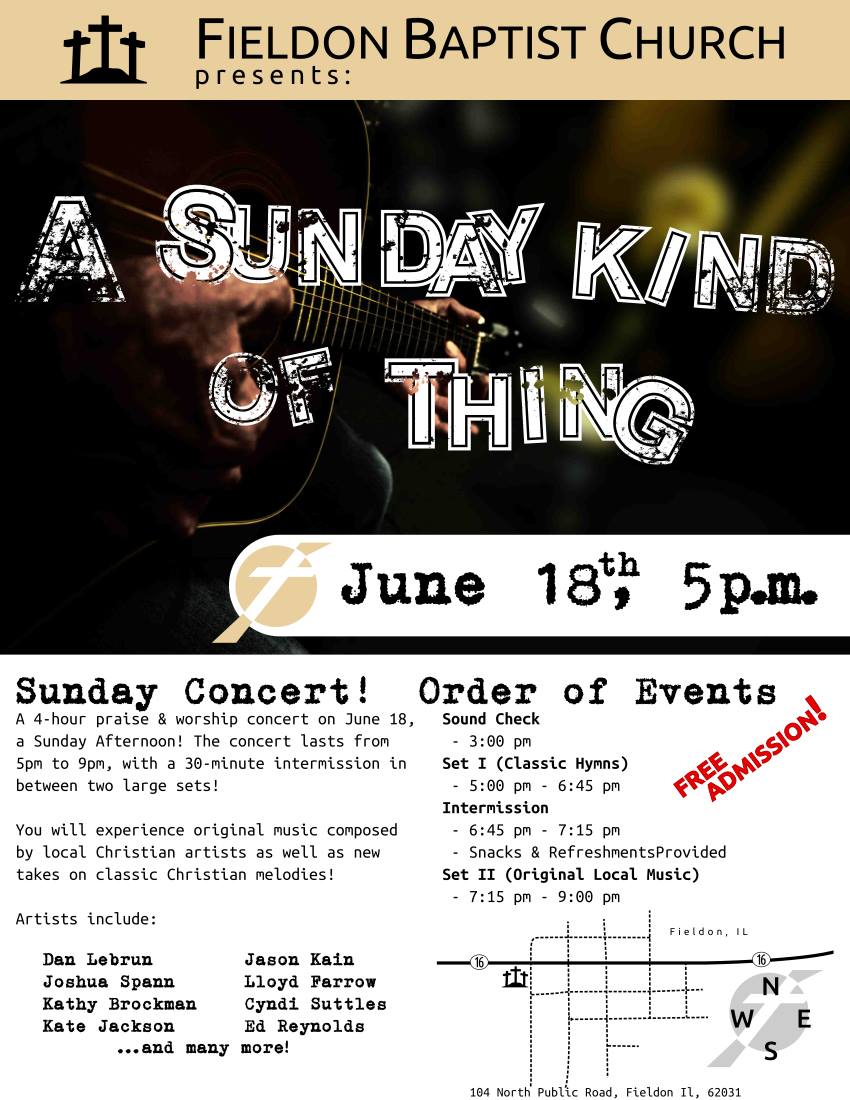 FIELDON BAPTIST CHURCH
presents:
A SUNDAY KIND
OF THING
June 18th, 5p.m.
Sunday Concert!
A 4-hour praise & worship concert on June 18,
a Sunday Afternoon! The concert lasts from
5pm to 9pm, with a 30-minute intermission in
between two large sets!
You will experience original music composed
by local Christian artists as well as new
takes on classic Christian melodies!
Artists include:
Dan Lebrun
Joshua Spann
Kathy Brockman
Kate Jackson
Jason Kain
Lloyd Farrow
Cyndi Suttles
Ed Reynolds
...and many more!
Order of Events
Sound Check
- 3:00 pm
Set I (Classic Hymns)
- 5:00 pm - 6:45 pm
Intermission
- 6:45 pm - 7:15 pm
- Snacks & RefreshmentsProvided
Set II (Original Local Music)
- 7:15 pm - 9:00 pm
FREE
ADMISSION!
Fieldon, IL
16
16
N
W E
S
104 North Public Road, Fieldon Il, 62031